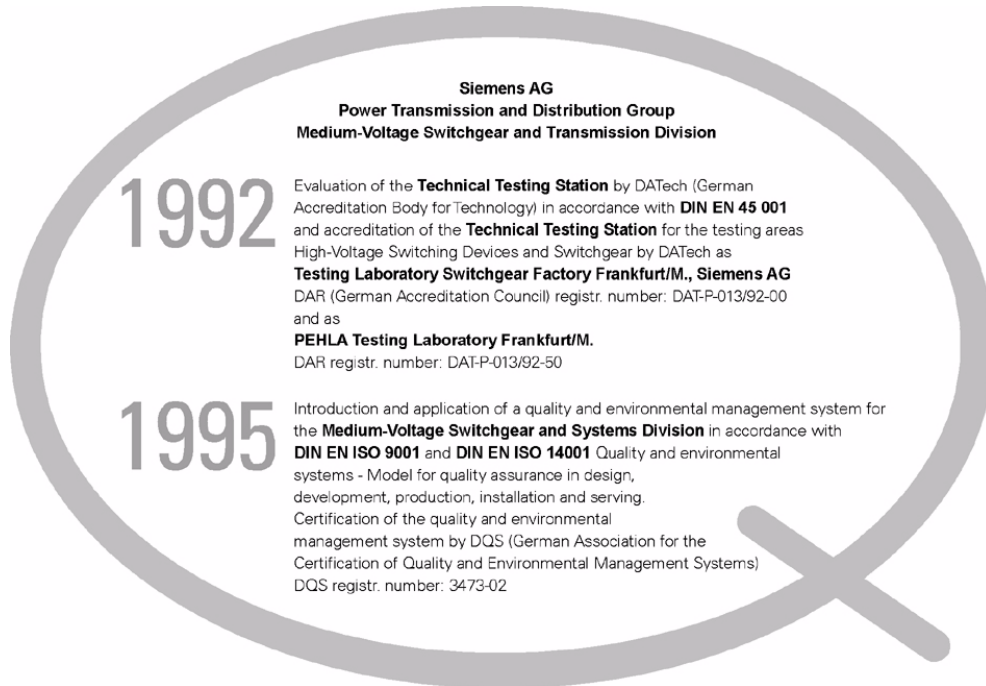 Siemens AG
Power Transmission and Distribution Group
Medium-Voltage Switchgear and Transmission Division
1992
Evaluation of the Technical Testing Station by DATech (German
Accreditation Body for Technology) in accordance with DIN EN 45 001
and accreditation of the Technical Testing Station for the testing areas
High-Voltage Switching Devices and Switchgear by DATech as
Testing Laboratory Switchgear Factory Frankfurt/M., Siemens AG
DAR (German Accreditation Council) registr. number: DAT-P-013/92-00
and as
PEHLA Testing Laboratory Frankfurt/M.
DAR registr. number: DAT-P-013/92-50
1995
Introduction and application of a quality and environmental management system for
the Medium-Voltage Switchgear and Systems Division in accordance with
DIN EN ISO 9001 and DIN EN ISO 14001 Quality and environmental
systems - Model for quality assurance in design,
development, production, installation and serving.
Certification of the quality and environmental
management system by DQS (German Association for the
Certification of Quality and Environmental Management Systems)
DQS registr. number: 3473-02